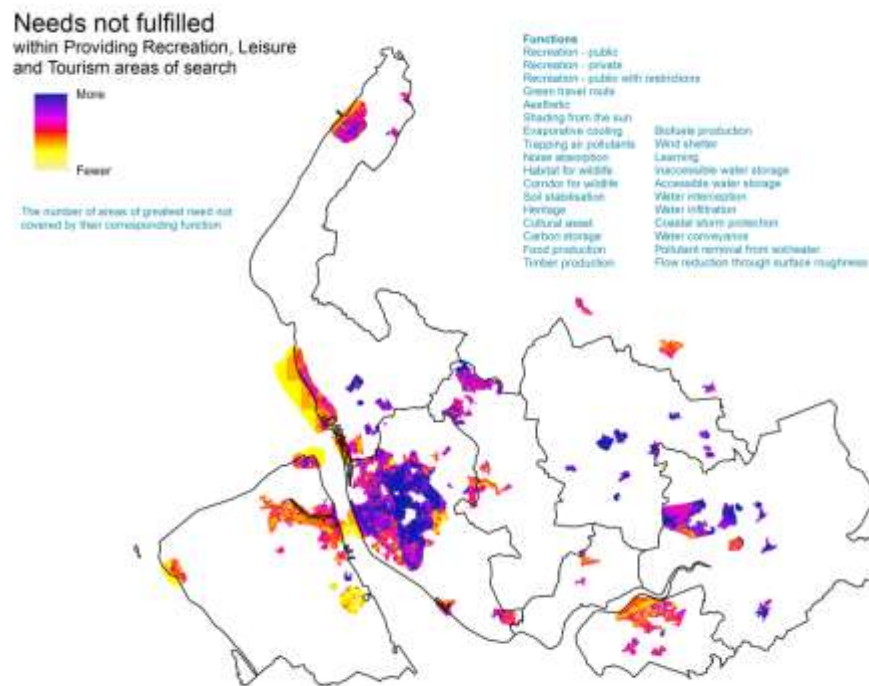 Needs not fulfilled
within Providing Recreation, Leisure
and Tourism areas of search
More
Fewer
The number of areas of greatest need not
covered by their corresponding function
Functions
Recreation - public
Recreation - private
Recreation - public with restrictions
Green travel route
Aesthetic
Shading from the sun
Evaporative cooling
Trapping air pollutants
Noise absorption
Habitat for wildlife
Corridor for wildlife
Soil stabilisation
Heritage
Cultural asset
Carbon storage
Food production
Timber production
Biofuels production
Wind shelter
Learning
Inaccessible water storage
Accessible water storage
Water interception
Water infiltration
Coastal storm protection
Water conveyance
Pollutant removal from soil/water
Flow reduction through surface roughness